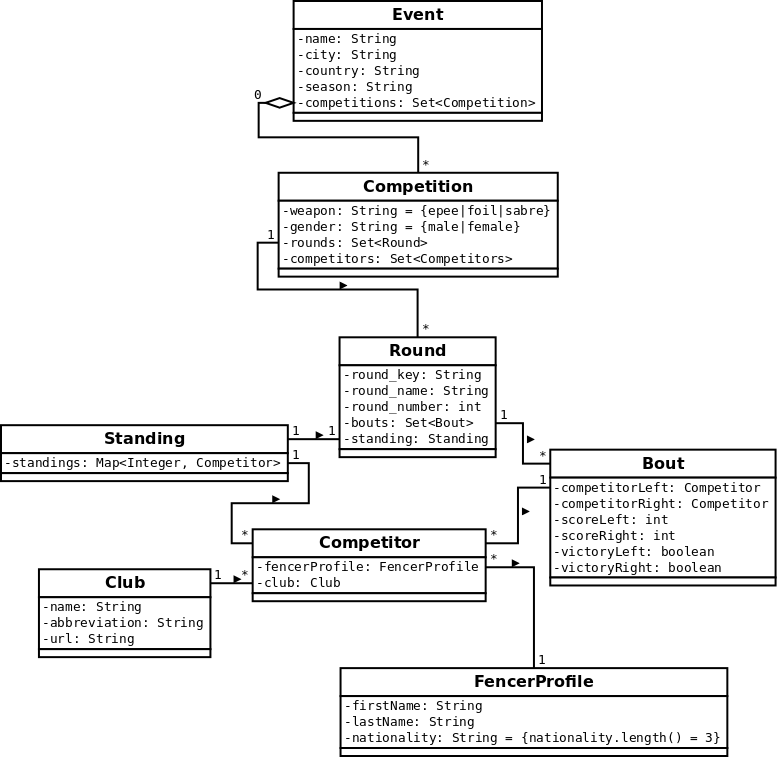 Event
-name: String
-city: String
-country: String
-season: String
-competitions: Set<Competition>
0
*
Competition
-weapon: String = {epee|foil|sabre}
-gender: String = {male|female}
-rounds: Set<Round>
-competitors: Set<Competitors>
1
*
Round
-round_key: String
-round_name: String
-round_number: int
-bouts: Set<Bout>
-standing: Standing
1
*
Standing
-standings: Map<Integer, Competitor>
1
1
1
*
Bout
-competitorLeft: Competitor
-competitorRight: Competitor
-scoreLeft: int
-scoreRight: int
-victoryLeft: boolean
-victoryRight: boolean
1
*
Competitor
-fencerProfile: FencerProfile
-club: Club
*
1
Club
-name: String
-abbreviation: String
-url: String
1
*
FencerProfile
-firstName: String
-lastName: String
-nationality: String = {nationality.length() = 3}